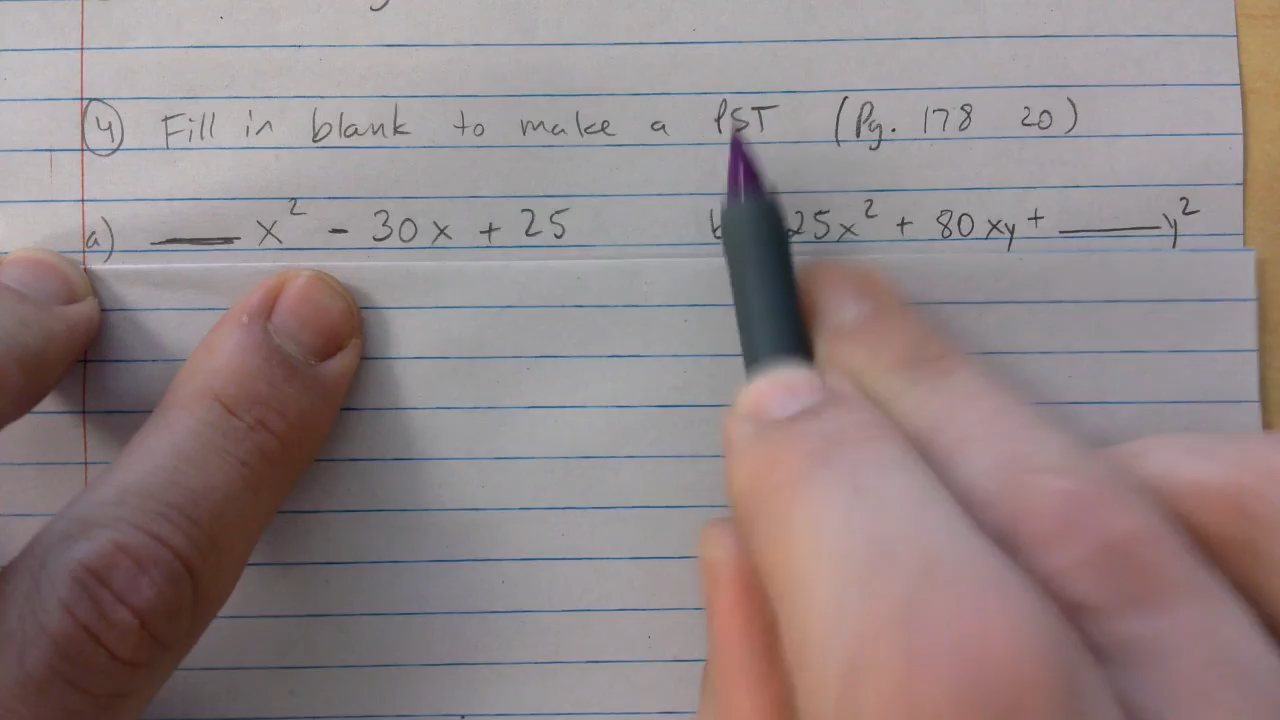 4 Fill in blank to make a PST (Pg. 178 20)
a) ___ x² - 30x + 25 25x² + 80xy + ___ y²